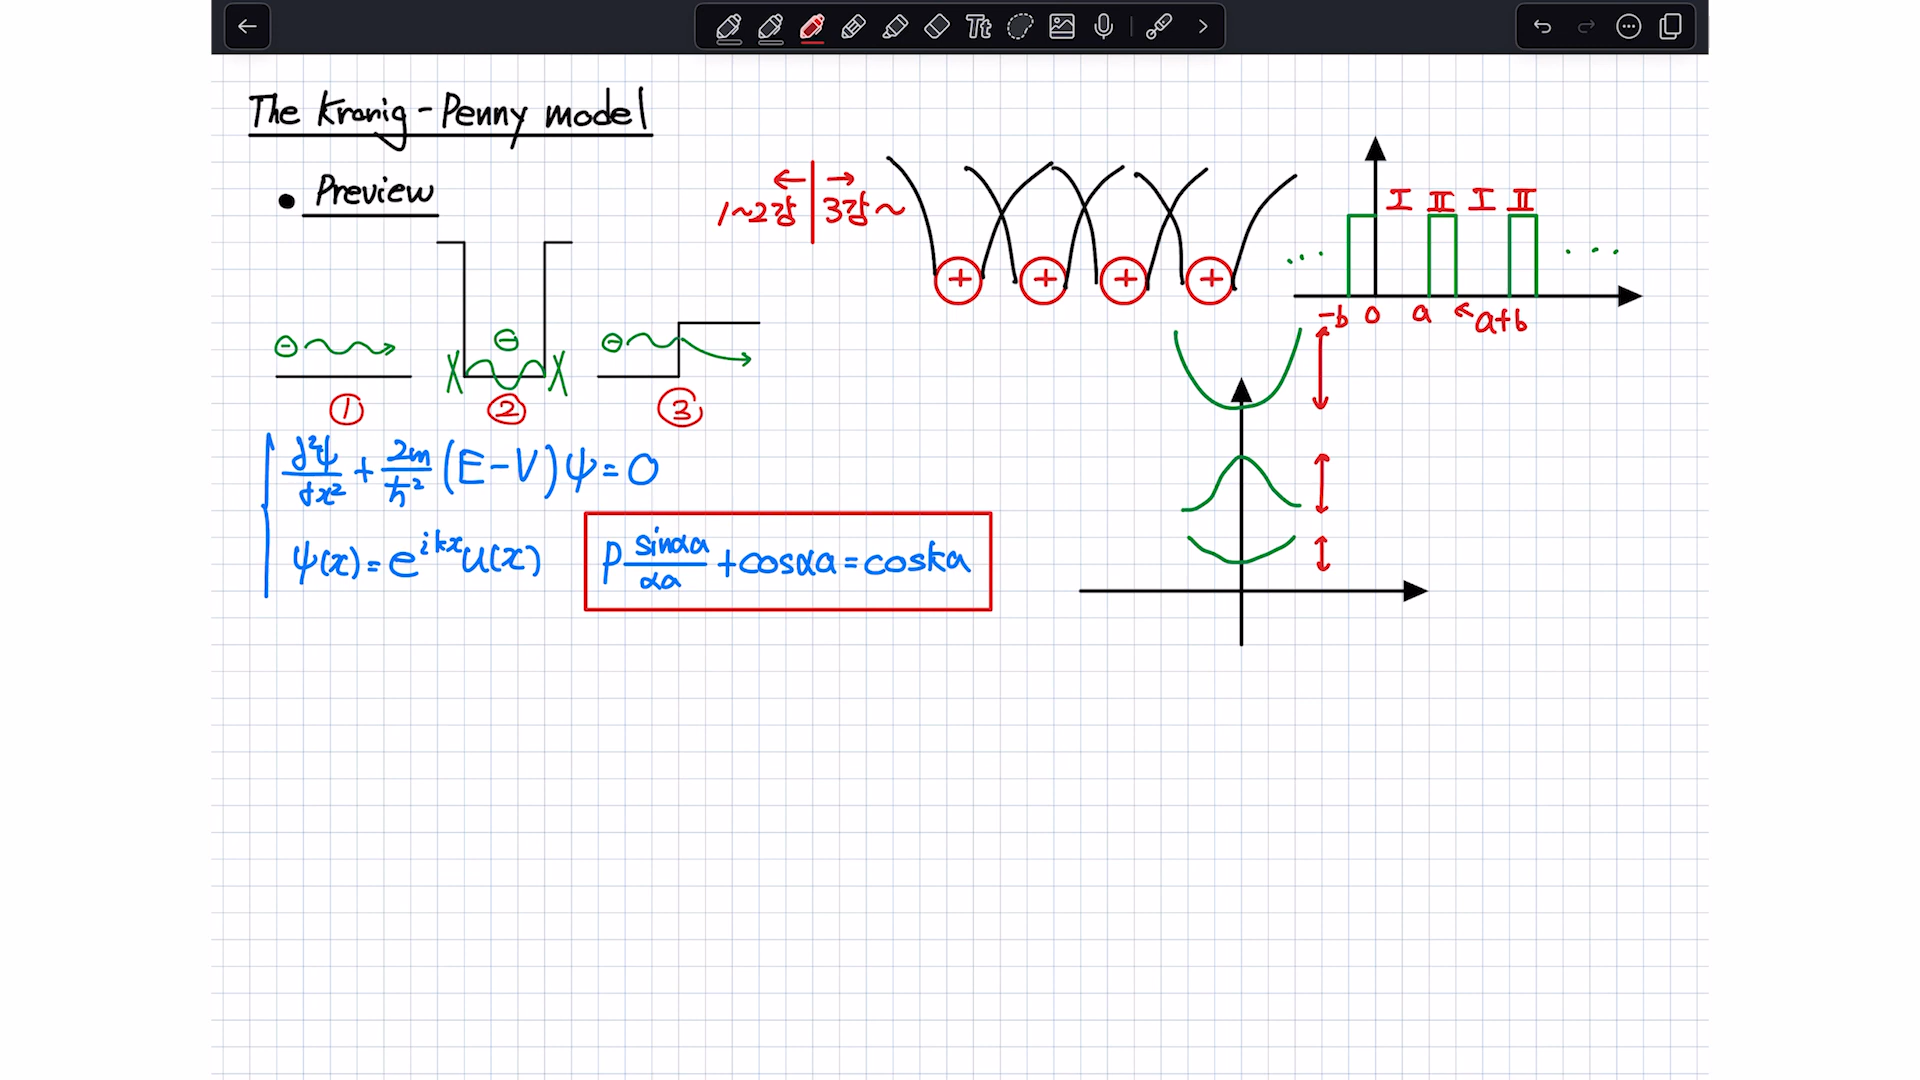 The Kronig-Penny model
• Preview
1~2강 3강~
+ + + +
I II I II
-b 0 a a+b
① ② ③
d²ψ/dx² + 2m/ħ² (E-V)ψ=0
ψ(x)=e^{ikx}u(x)
P sinαa/αa + cosαa = coska